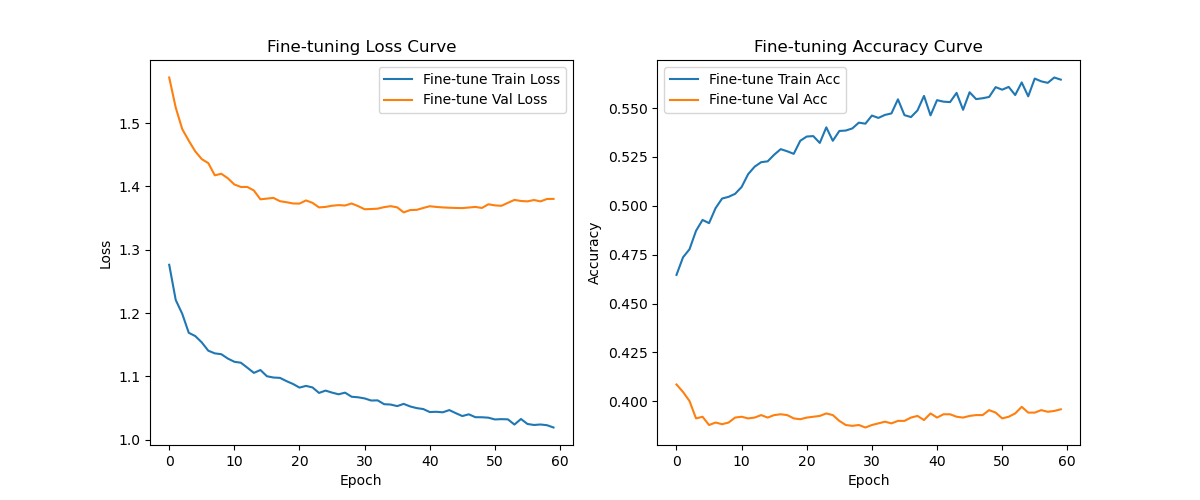 Fine-tuning Loss Curve
Fine-tune Train Loss
Fine-tune Val Loss
1.5
1.4
1.3
1.2
1.1
1.0
Loss
0 10 20 30 40 50 60
Epoch
Fine-tuning Accuracy Curve
Fine-tune Train Acc
Fine-tune Val Acc
0.550
0.525
0.500
0.475
0.450
0.425
0.400
Accuracy
0 10 20 30 40 50 60
Epoch